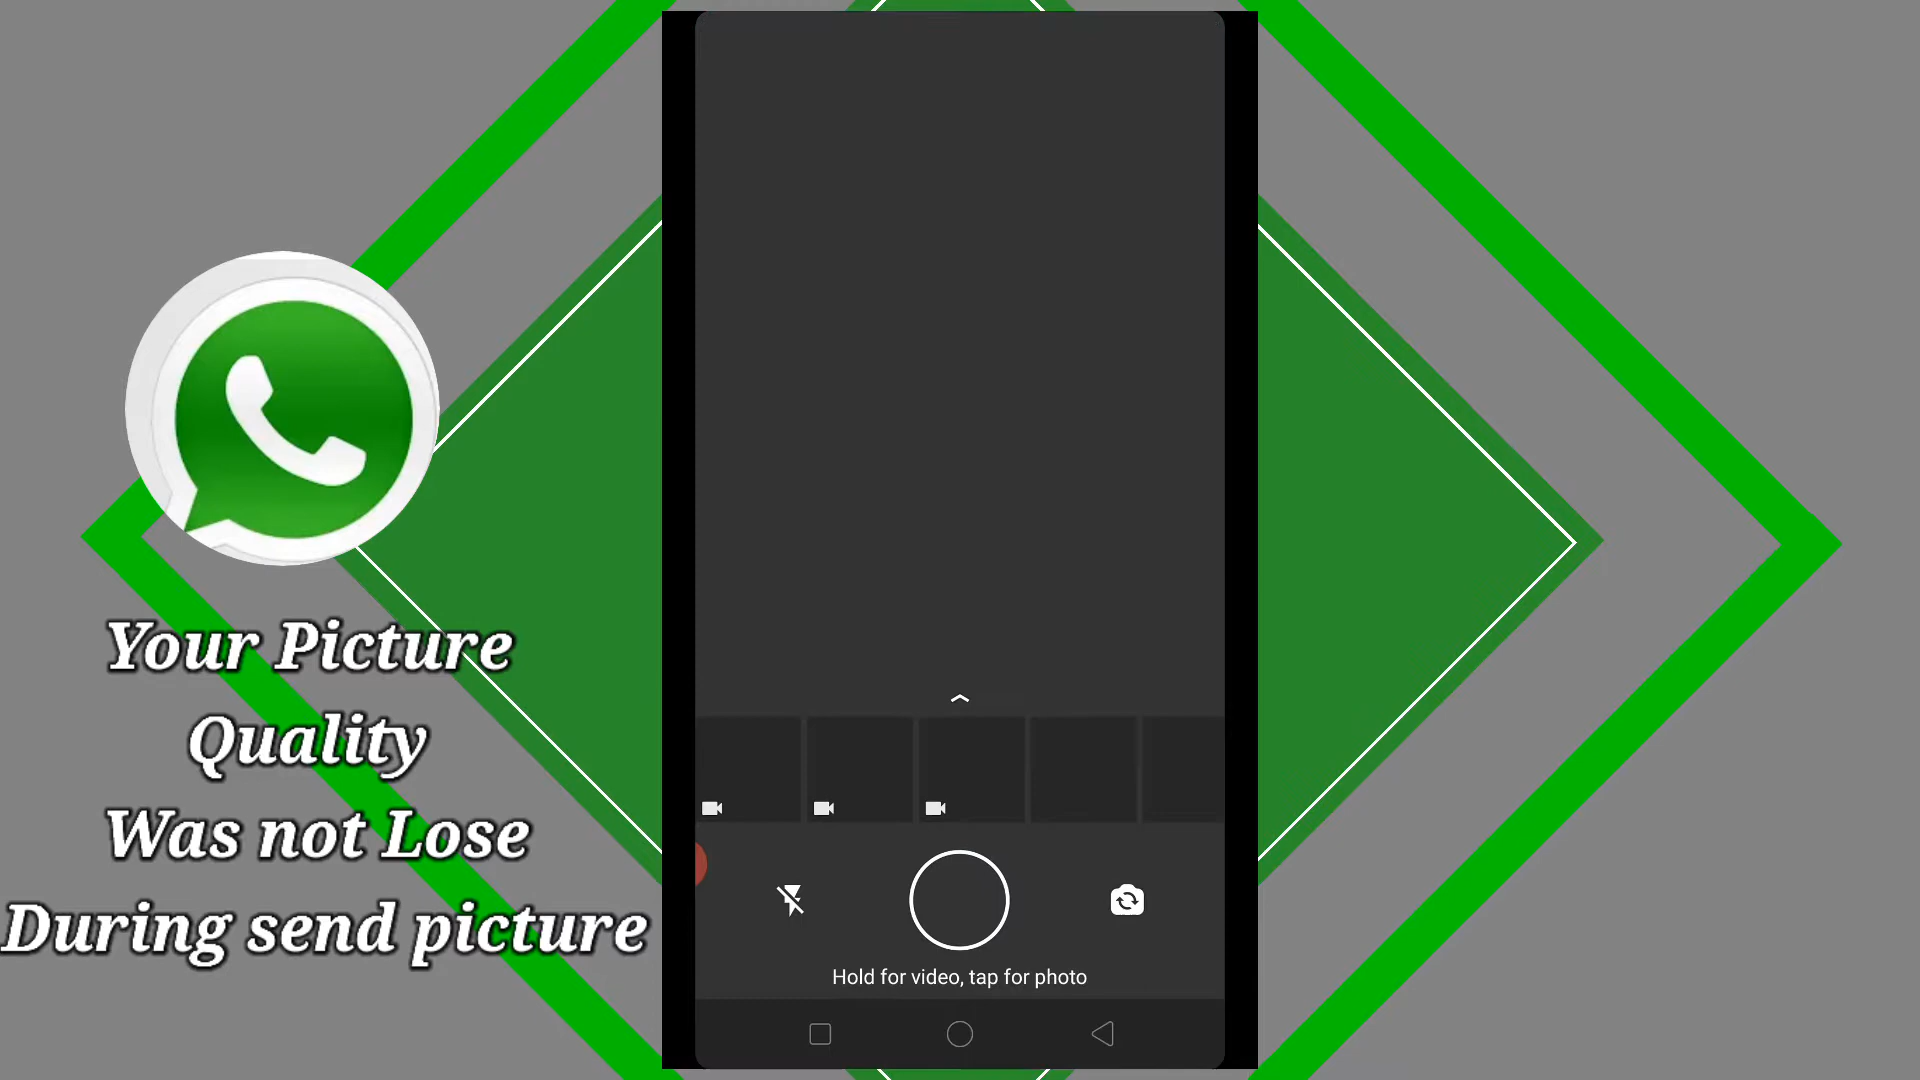 Your Picture
Quality
Was not Lose
During send picture
Hold for video, tap for photo